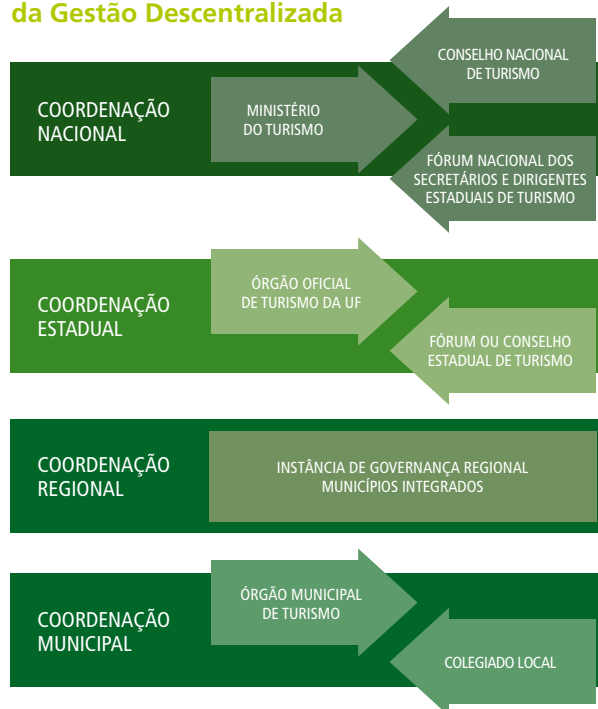 da Gestão Descentralizada
CONSELHO NACIONAL
DE TURISMO
COORDENAÇÃO
NACIONAL
MINISTÉRIO
DO TURISMO
FÓRUM NACIONAL DOS
SECRETÁRIOS E DIRIGENTES
ESTADUAIS DE TURISMO
COORDENAÇÃO
ESTADUAL
ÓRGÃO OFICIAL
DE TURISMO DA UF
FÓRUM OU CONSELHO
ESTADUAL DE TURISMO
COORDENAÇÃO
REGIONAL
INSTÂNCIA DE GOVERNANÇA REGIONAL
MUNICÍPIOS INTEGRADOS
COORDENAÇÃO
MUNICIPAL
ÓRGÃO MUNICIPAL
DE TURISMO
COLEGIADO LOCAL